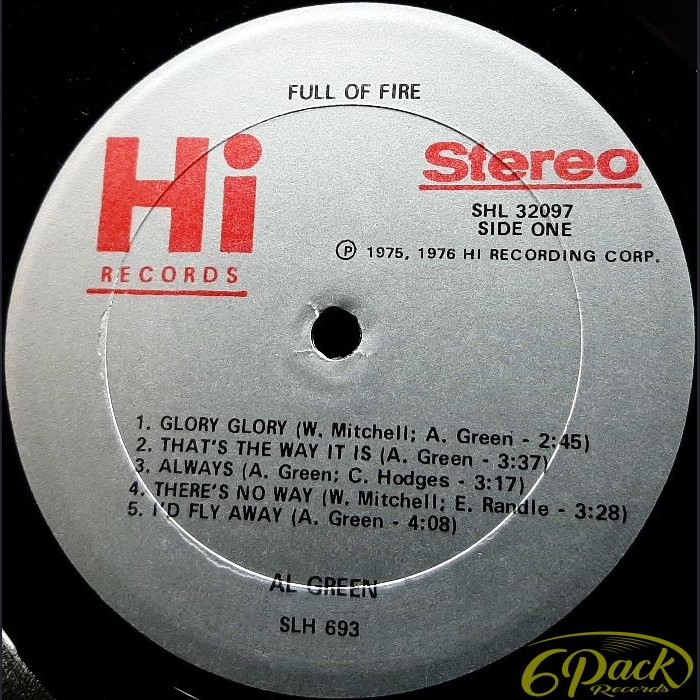 FULL OF FIRE
Hi
RECORDS
Stereo
SHL 32097
SIDE ONE
Ⓟ 1975, 1976 HI RECORDING CORP.
1. GLORY GLORY (W. Mitchell; A. Green - 2:45)
2. THAT'S THE WAY IT IS (A. Green - 3:37)
3. ALWAYS (A. Green; C. Hodges - 3:17)
4. THERE'S NO WAY (W. Mitchell; E. Randle - 3:28)
5. I'D FLY AWAY (A. Green - 4:08)
AL GREEN
SLH 693
6Pack
Records